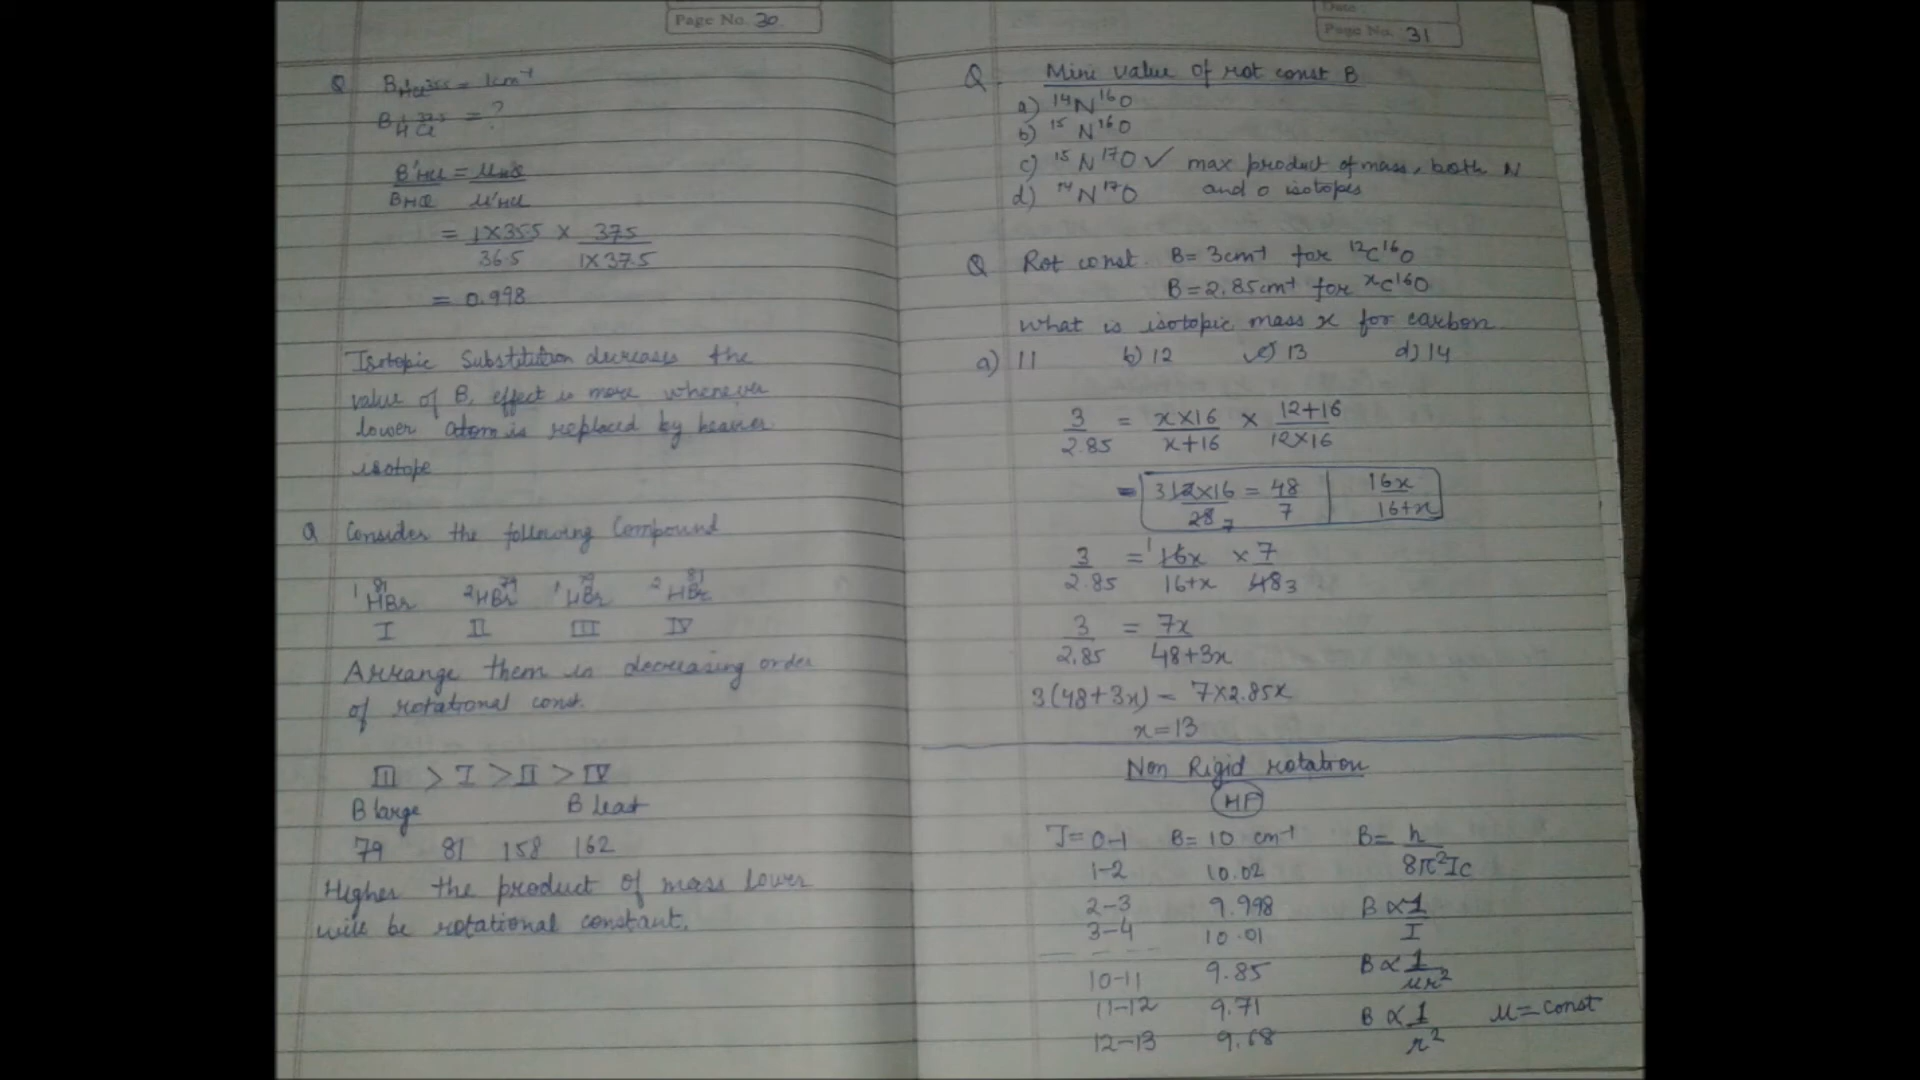 Page No. 30
Q B HCl = 1cm⁻¹
B H Cl = ?
B'HCl = μHCl
BHCl μ'HCl
= 1×35.5 × 37.5
36.5 1×37.5
= 0.998
Isotopic Substitution decreases the
value of B, effect is more whenever
lower atom is replaced by heavier
isotope
Q Consider the following Compound
¹H⁸¹Br ²HBr⁷⁹ ¹H⁷⁹Br ²H⁸¹Br
I II III IV
Arrange them in decreasing order
of rotational const.
III > I > II > IV
B large B least
79 81 158 162
Higher the product of mass lower
will be rotational constant.
Date
Page No. 31
Q. Mini value of rot const B
a) ¹⁴N¹⁶O
b) ¹⁵N¹⁶O
c) ¹⁵N¹⁷O ✓ max product of mass, both N
d) ¹⁴N¹⁷O and O isotopes
Q Rot const. B = 3cm⁻¹ for ¹²C¹⁶O
B = 2.85cm⁻¹ for ˣC¹⁶O
What is isotopic mass x for carbon
a) 11 b) 12 ✓c) 13 d) 14
3 = x×16 × 12+16
2.85 x+16 12×16
= 3 12×16 = 48 | 16x
28 7 7 16+x
3 = ¹16x × 7
2.85 16+x 483
3 = 7x
2.85 48+3x
3(48+3x) = 7×2.85x
x = 13
Non Rigid rotation
HF
J = 0-1 B = 10 cm⁻¹ B = h
1-2 10.02 8π²Ic
2-3 9.998 B ∝ 1
3-4 10.01 I
10-11 9.85 B ∝ 1
μr²
11-12 9.71 B ∝ 1 μ = const
12-13 9.68 r²